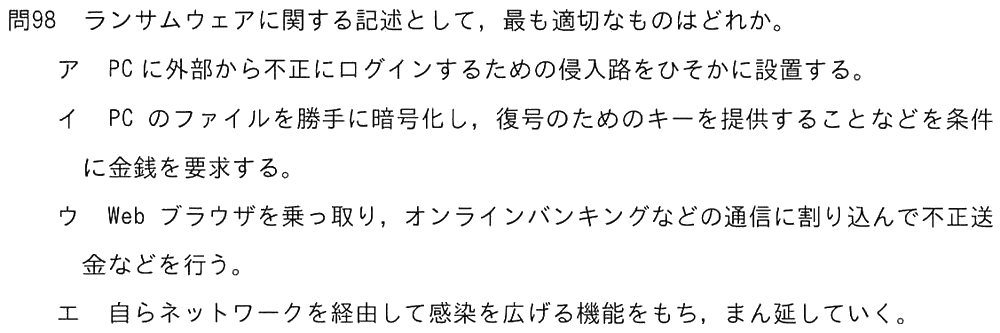 問98 ランサムウェアに関する記述として，最も適切なものはどれか。
ア PCに外部から不正にログインするための侵入路をひそかに設置する。
イ PC のファイルを勝手に暗号化し，復号のためのキーを提供することなどを条件
に金銭を要求する。
ウ Web ブラウザを乗っ取り，オンラインバンキングなどの通信に割り込んで不正送
金などを行う。
エ 自らネットワークを経由して感染を広げる機能をもち，まん延していく。